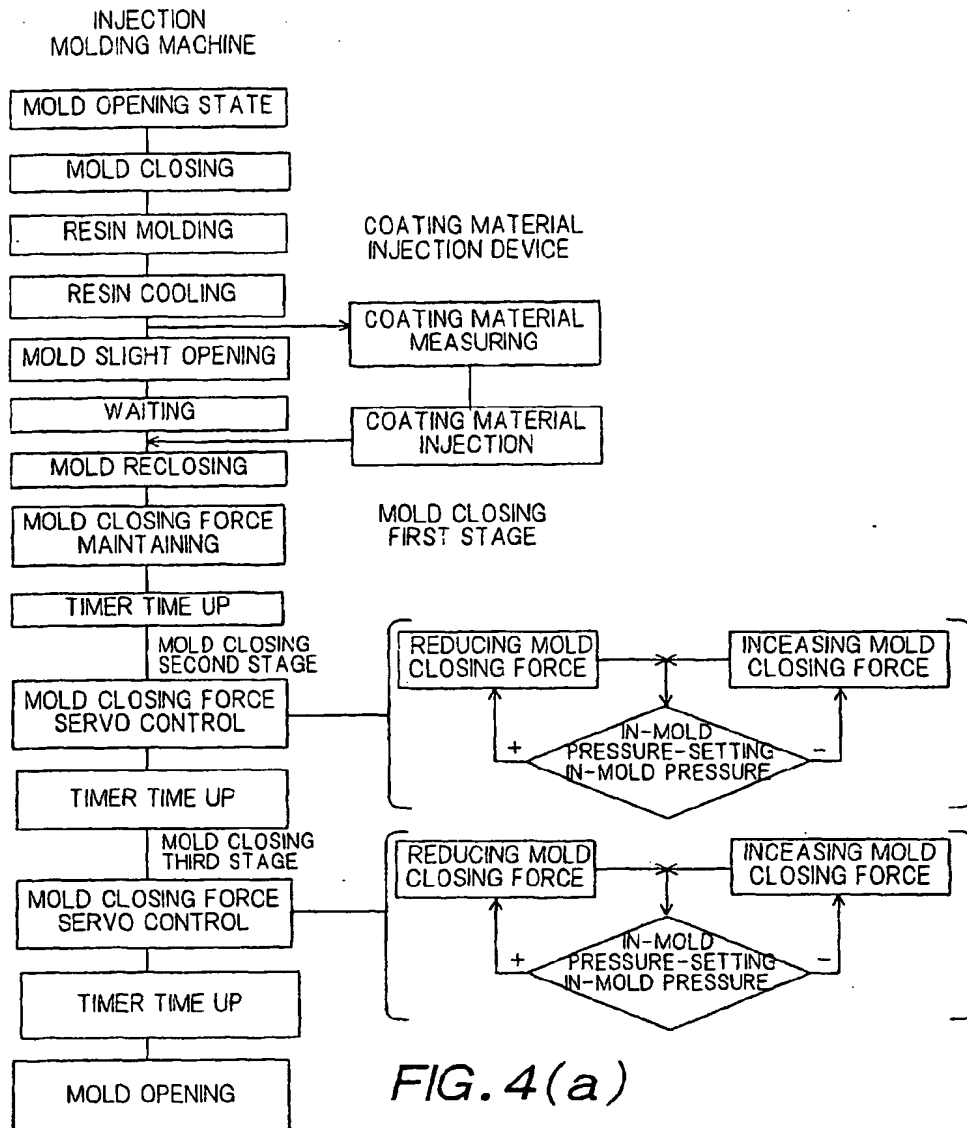 INJECTION
MOLDING MACHINE
MOLD OPENING STATE
MOLD CLOSING
RESIN MOLDING
RESIN COOLING
MOLD SLIGHT OPENING
WAITING
MOLD RECLOSING
MOLD CLOSING FORCE
MAINTAINING
TIMER TIME UP
MOLD CLOSING
SECOND STAGE
MOLD CLOSING FORCE
SERVO CONTROL
TIMER TIME UP
MOLD CLOSING
THIRD STAGE
MOLD CLOSING FORCE
SERVO CONTROL
TIMER TIME UP
MOLD OPENING
COATING MATERIAL
INJECTION DEVICE
COATING MATERIAL
MEASURING
COATING MATERIAL
INJECTION
MOLD CLOSING
FIRST STAGE
REDUCING MOLD
CLOSING FORCE
INCEASING MOLD
CLOSING FORCE
+
IN-MOLD
PRESSURE-SETTING
IN-MOLD PRESSURE
−
REDUCING MOLD
CLOSING FORCE
INCEASING MOLD
CLOSING FORCE
+
IN-MOLD
PRESSURE-SETTING
IN-MOLD PRESSURE
−
FIG. 4(a)